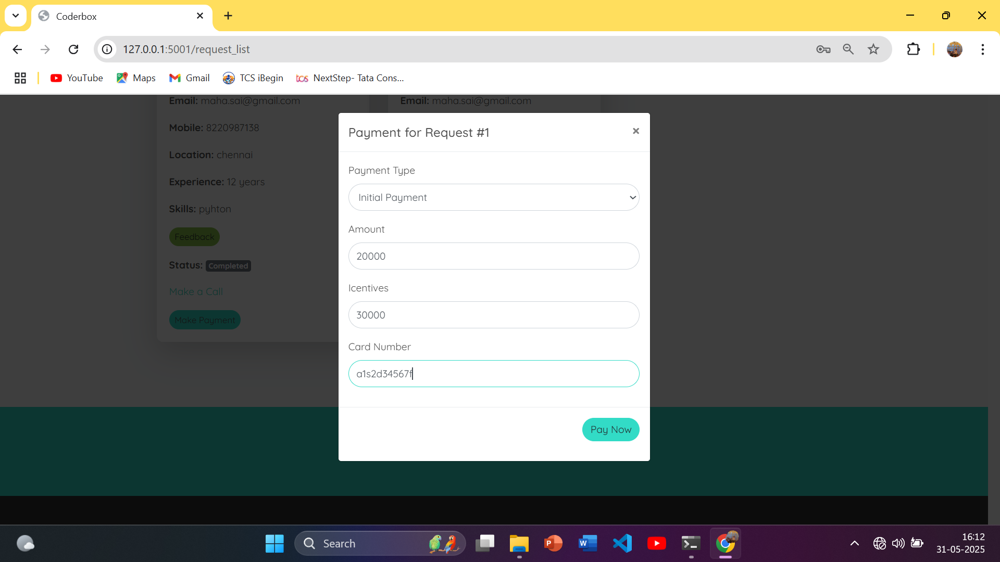 Coderbox
127.0.0.1:5001/request_list
YouTube
Maps
Gmail
TCS iBegin
tcs NextStep- Tata Cons...
Email: maha.sai@gmail.com
Mobile: 8220987138
Location: chennai
Experience: 12 years
Skills: pyhton
Feedback
Status: Completed
Make a Call
Make Payment
Email: maha.sai@gmail.com
Payment for Request #1
×
Payment Type
Initial Payment
Amount
20000
Icentives
30000
Card Number
a1s2d34567f
Pay Now
Search
16:12
31-05-2025